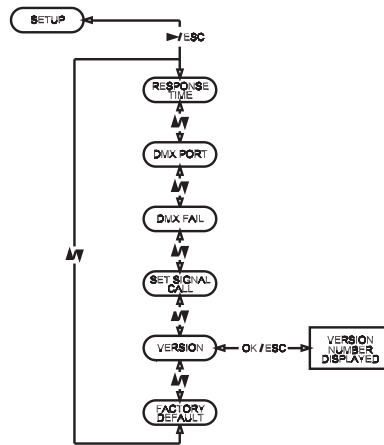 SETUP
►/ESC
RESPONSE
TIME
▲/▼
DMX PORT
▲/▼
DMX FAIL
▲/▼
▲/▼
SET SIGNAL
CALL
▲/▼
VERSION
OK / ESC
VERSION
NUMBER
DISPLAYED
▲/▼
FACTORY
DEFAULT